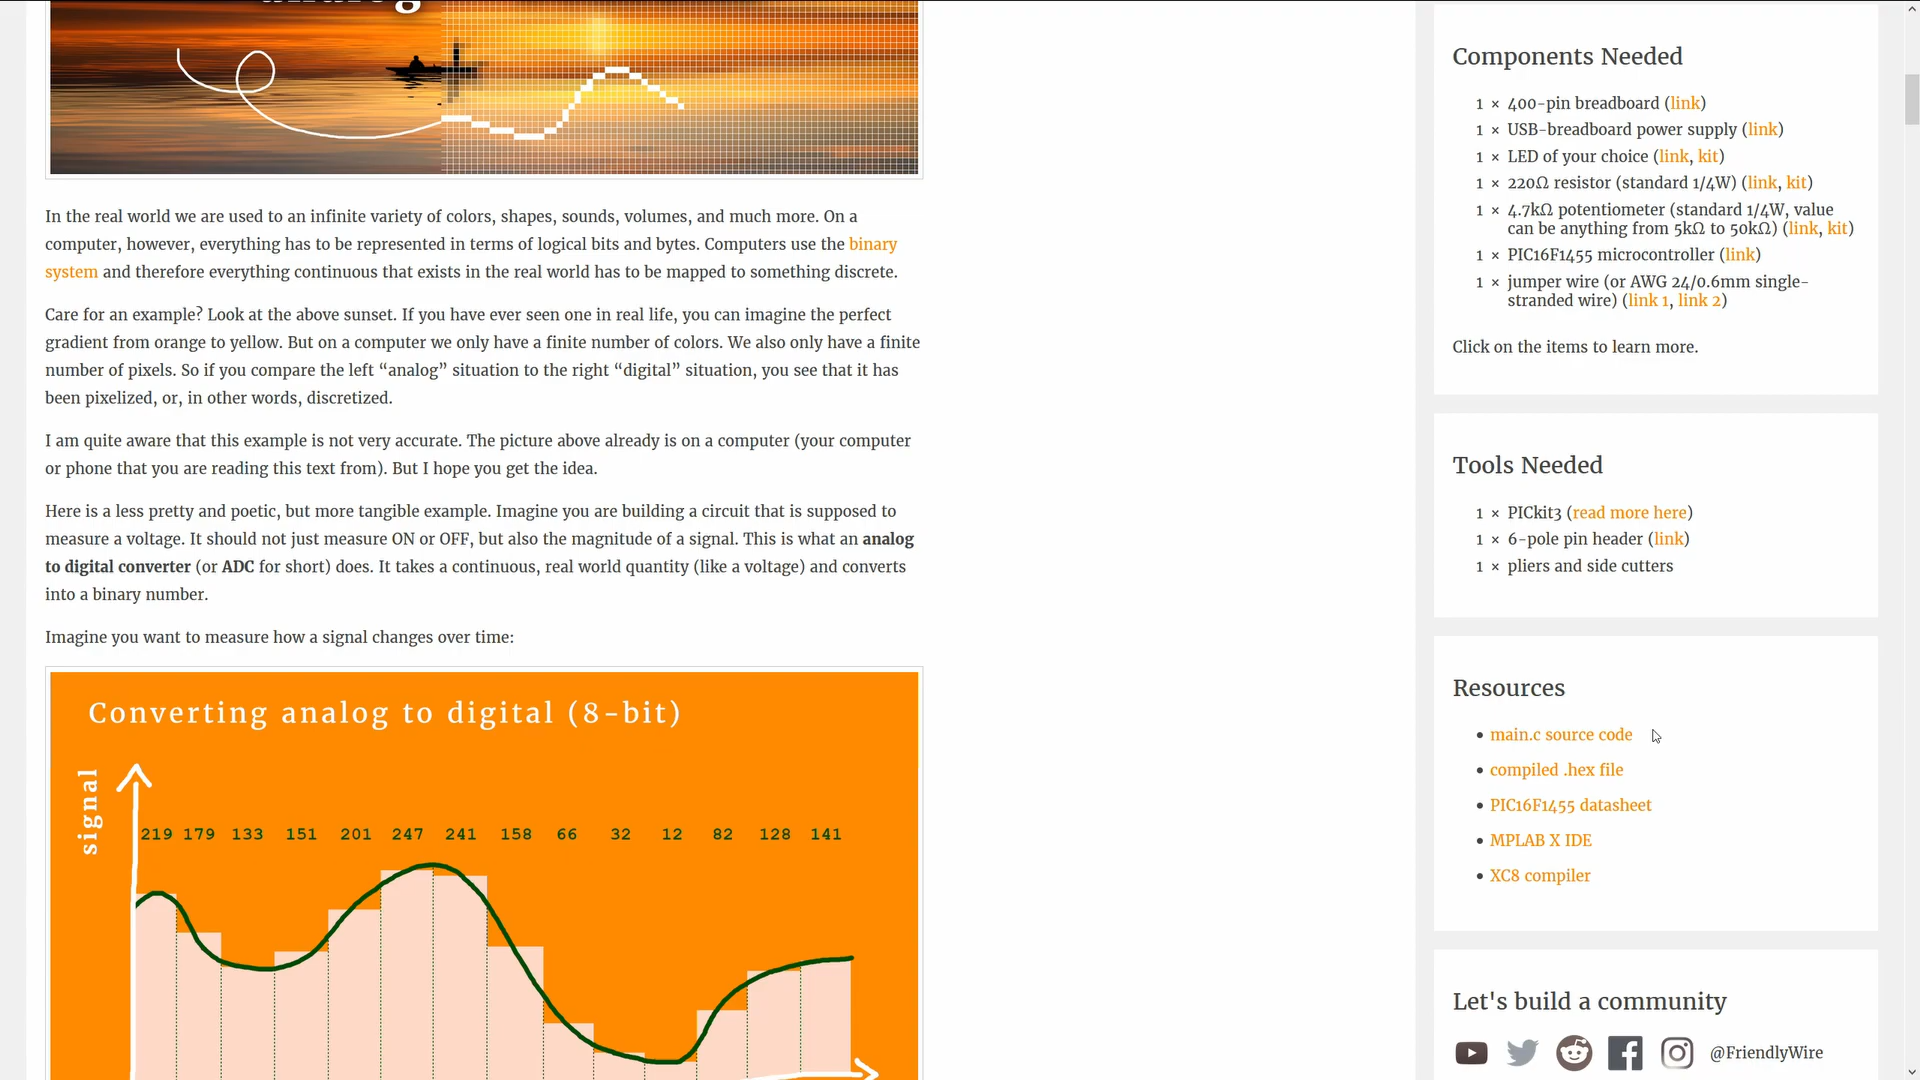 In the real world we are used to an infinite variety of colors, shapes, sounds, volumes, and much more. On a
computer, however, everything has to be represented in terms of logical bits and bytes. Computers use the binary
system and therefore everything continuous that exists in the real world has to be mapped to something discrete.
Care for an example? Look at the above sunset. If you have ever seen one in real life, you can imagine the perfect
gradient from orange to yellow. But on a computer we only have a finite number of colors. We also only have a finite
number of pixels. So if you compare the left “analog” situation to the right “digital” situation, you see that it has
been pixelized, or, in other words, discretized.
I am quite aware that this example is not very accurate. The picture above already is on a computer (your computer
or phone that you are reading this text from). But I hope you get the idea.
Here is a less pretty and poetic, but more tangible example. Imagine you are building a circuit that is supposed to
measure a voltage. It should not just measure ON or OFF, but also the magnitude of a signal. This is what an analog
to digital converter (or ADC for short) does. It takes a continuous, real world quantity (like a voltage) and converts
into a binary number.
Imagine you want to measure how a signal changes over time:
Converting analog to digital (8-bit)
signal
219 179 133 151 201 247 241 158 66 32 12 82 128 141
Components Needed
1 × 400-pin breadboard (link)
1 × USB-breadboard power supply (link)
1 × LED of your choice (link, kit)
1 × 220Ω resistor (standard 1/4W) (link, kit)
1 × 4.7kΩ potentiometer (standard 1/4W, value
can be anything from 5kΩ to 50kΩ) (link, kit)
1 × PIC16F1455 microcontroller (link)
1 × jumper wire (or AWG 24/0.6mm single-
stranded wire) (link 1, link 2)
Click on the items to learn more.
Tools Needed
1 × PICkit3 (read more here)
1 × 6-pole pin header (link)
1 × pliers and side cutters
Resources
• main.c source code
• compiled .hex file
• PIC16F1455 datasheet
• MPLAB X IDE
• XC8 compiler
Let's build a community
@FriendlyWire